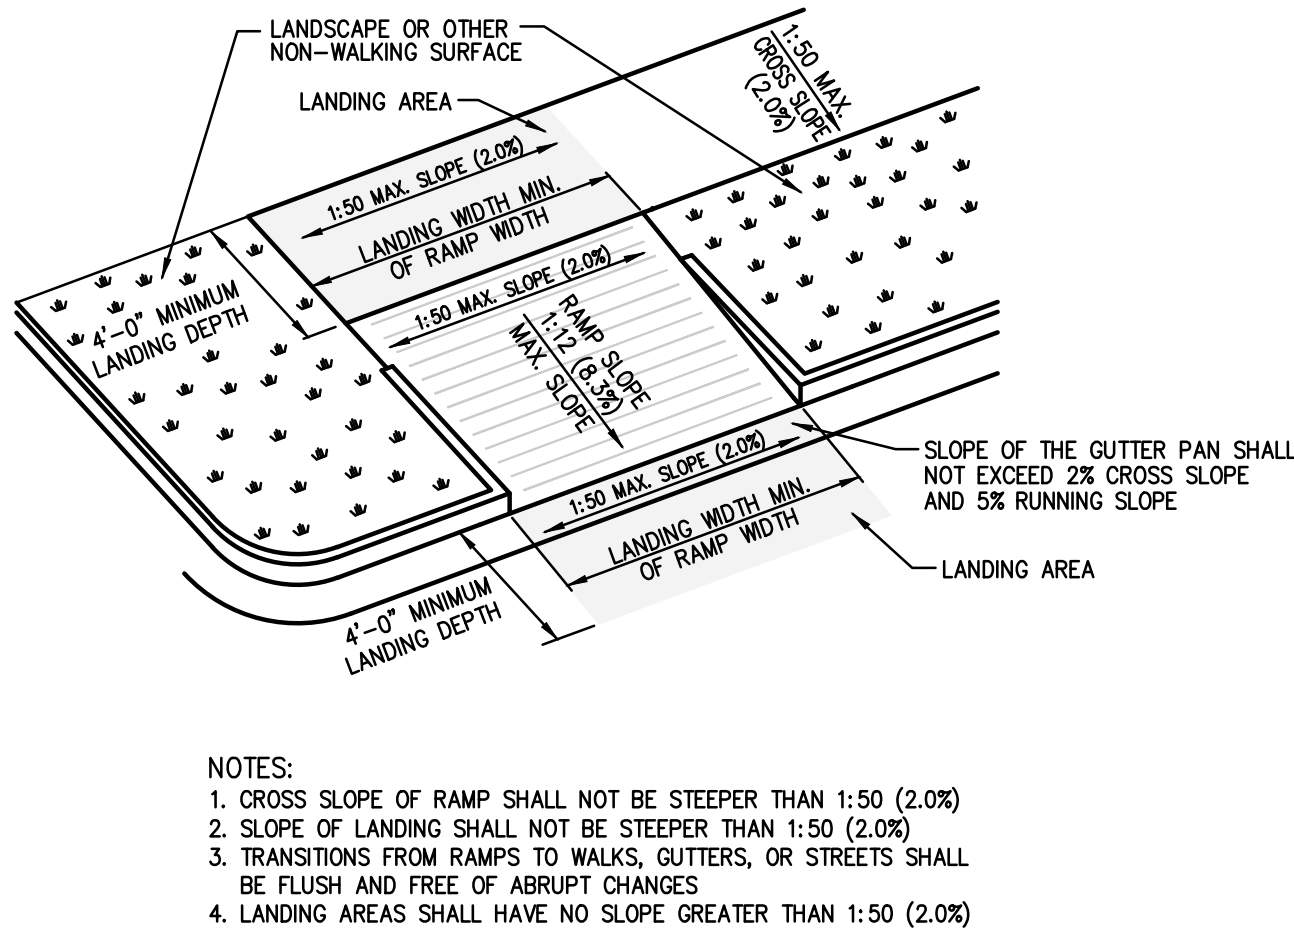 LANDSCAPE OR OTHER
NON-WALKING SURFACE
LANDING AREA
1:50 MAX.
CROSS SLOPE
(2.0%)
1:50 MAX. SLOPE (2.0%)
LANDING WIDTH MIN.
OF RAMP WIDTH
4'-0" MINIMUM
LANDING DEPTH
1:50 MAX. SLOPE (2.0%)
RAMP SLOPE
1:12 (8.3%)
MAX. SLOPE
SLOPE OF THE GUTTER PAN SHALL
NOT EXCEED 2% CROSS SLOPE
AND 5% RUNNING SLOPE
1:50 MAX. SLOPE (2.0%)
LANDING WIDTH MIN.
OF RAMP WIDTH
LANDING AREA
4'-0" MINIMUM
LANDING DEPTH
NOTES:
1. CROSS SLOPE OF RAMP SHALL NOT BE STEEPER THAN 1:50 (2.0%)
2. SLOPE OF LANDING SHALL NOT BE STEEPER THAN 1:50 (2.0%)
3. TRANSITIONS FROM RAMPS TO WALKS, GUTTERS, OR STREETS SHALL
BE FLUSH AND FREE OF ABRUPT CHANGES
4. LANDING AREAS SHALL HAVE NO SLOPE GREATER THAN 1:50 (2.0%)